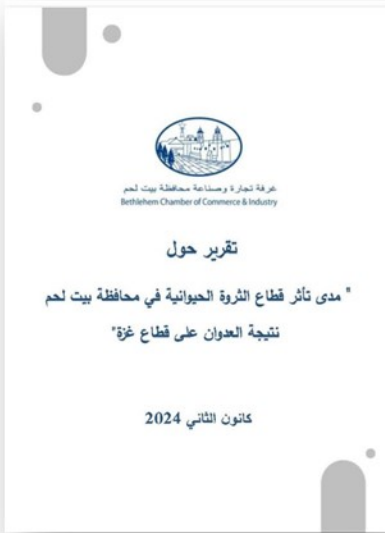 غرفة تجارة وصناعة محافظة بيت لحم
Bethlehem Chamber of Commerce & Industry
تقرير حول
" مدى تأثر قطاع الثروة الحيوانية في محافظة بيت لحم
نتيجة العدوان على قطاع غزة"
كانون الثاني 2024